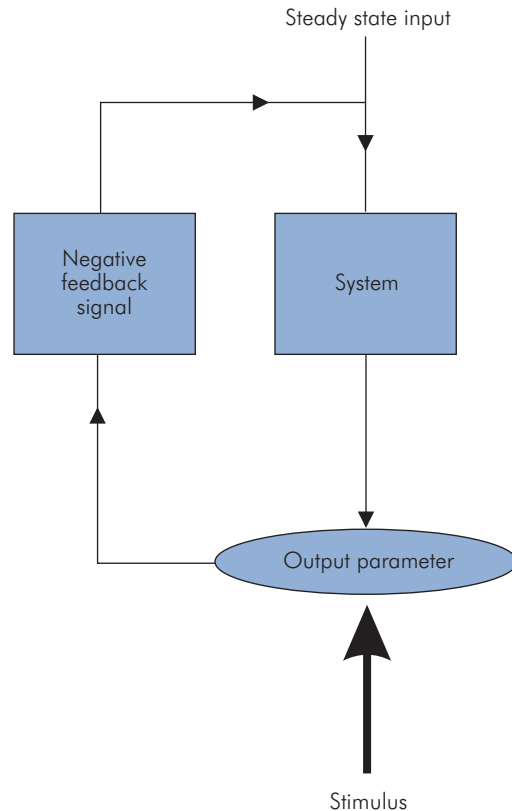 Steady state input
Negative
feedback
signal
System
Output parameter
Stimulus